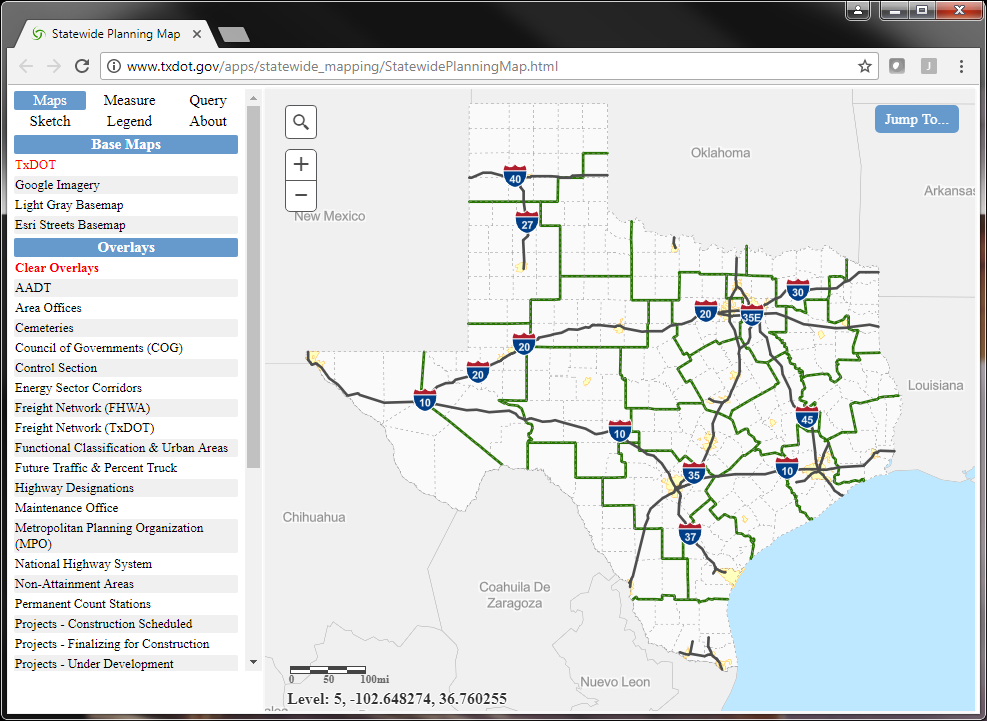 Statewide Planning Map
www.txdot.gov/apps/statewide_mapping/StatewidePlanningMap.html
J
Maps Measure Query
Sketch Legend About
Base Maps
TxDOT
Google Imagery
Light Gray Basemap
Esri Streets Basemap
Overlays
Clear Overlays
AADT
Area Offices
Cemeteries
Council of Governments (COG)
Control Section
Energy Sector Corridors
Freight Network (FHWA)
Freight Network (TxDOT)
Functional Classification & Urban Areas
Future Traffic & Percent Truck
Highway Designations
Maintenance Office
Metropolitan Planning Organization
(MPO)
National Highway System
Non-Attainment Areas
Permanent Count Stations
Projects - Construction Scheduled
Projects - Finalizing for Construction
Projects - Under Development
+
−
Jump To...
Oklahoma
Arkansas
New Mexico
40
27
30
20
35E
20
20
Louisiana
10
45
10
10
35
Chihuahua
37
Coahuila De
Zaragoza
Nuevo Leon
0 50 100mi
Level: 5, -102.648274, 36.760255